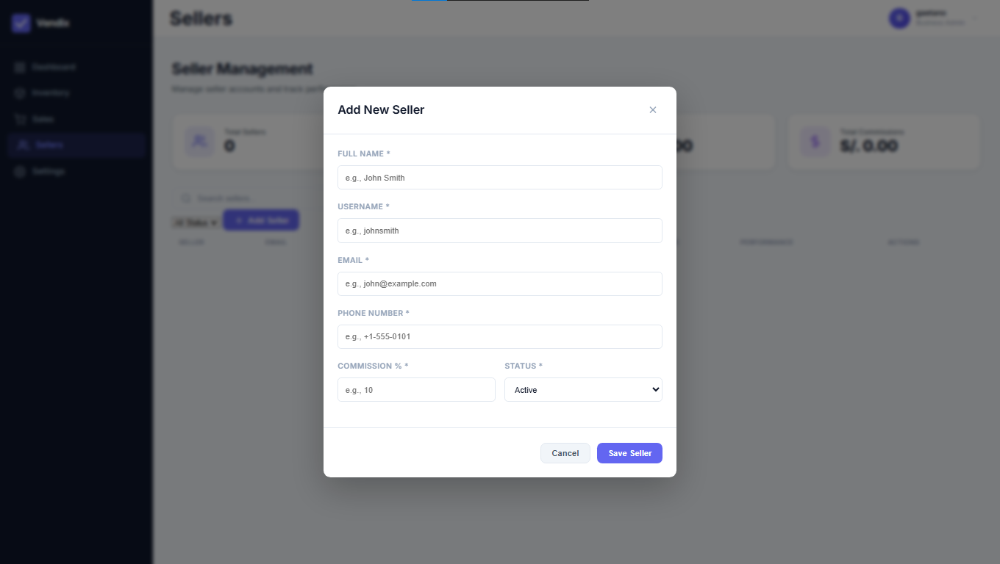 Vendix
Sellers
Dashboard
Inventory
Sales
Sellers
Settings
Seller Management
Manage seller accounts and track
Total Sellers
0
00
Total Commissions
S/. 0.00
Search sellers
All Status
+ Add Seller
SELLER
EMAIL
PERFORMANCE
ACTIONS
Add New Seller
×
FULL NAME *
e.g., John Smith
USERNAME *
e.g., johnsmith
EMAIL *
e.g., john@example.com
PHONE NUMBER *
e.g., +1-555-0101
COMMISSION % *
STATUS *
e.g., 10
Active
Cancel
Save Seller